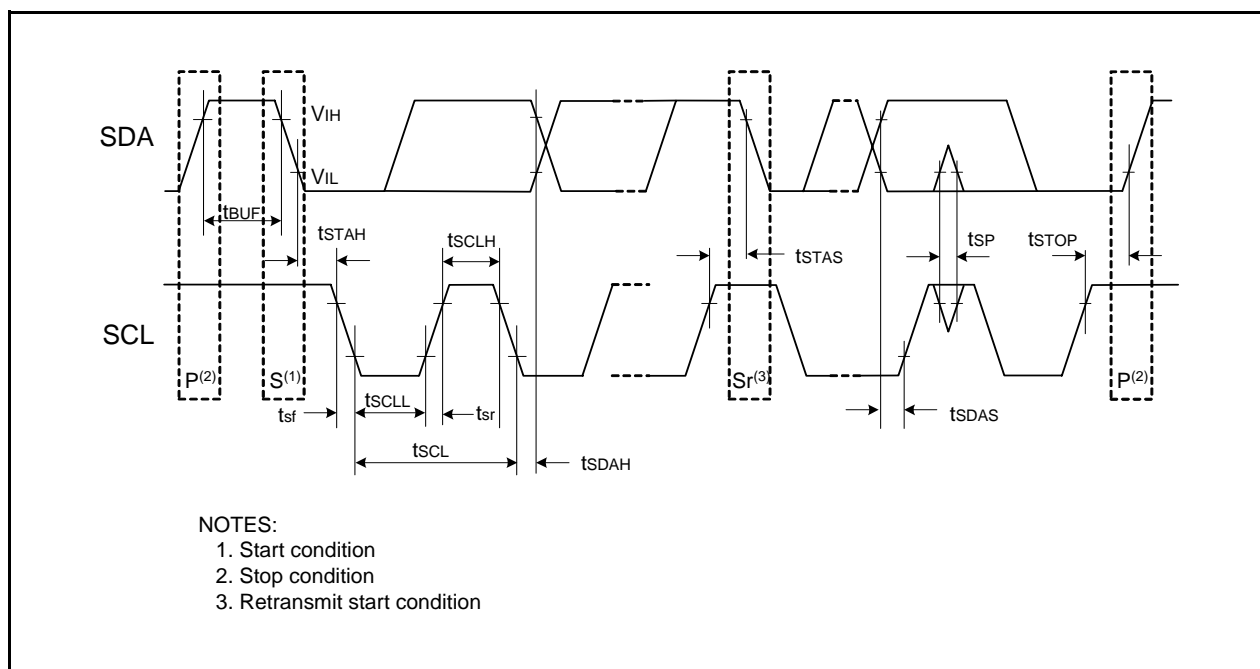 SDA
VIH
VIL
tBUF
tSTAH
tSCLH
tSTAS
tSP
tSTOP
SCL
P(2)
S(1)
Sr(3)
P(2)
tsf
tSCLL
tsr
tSDAS
tSCL
tSDAH
NOTES:
1. Start condition
2. Stop condition
3. Retransmit start condition